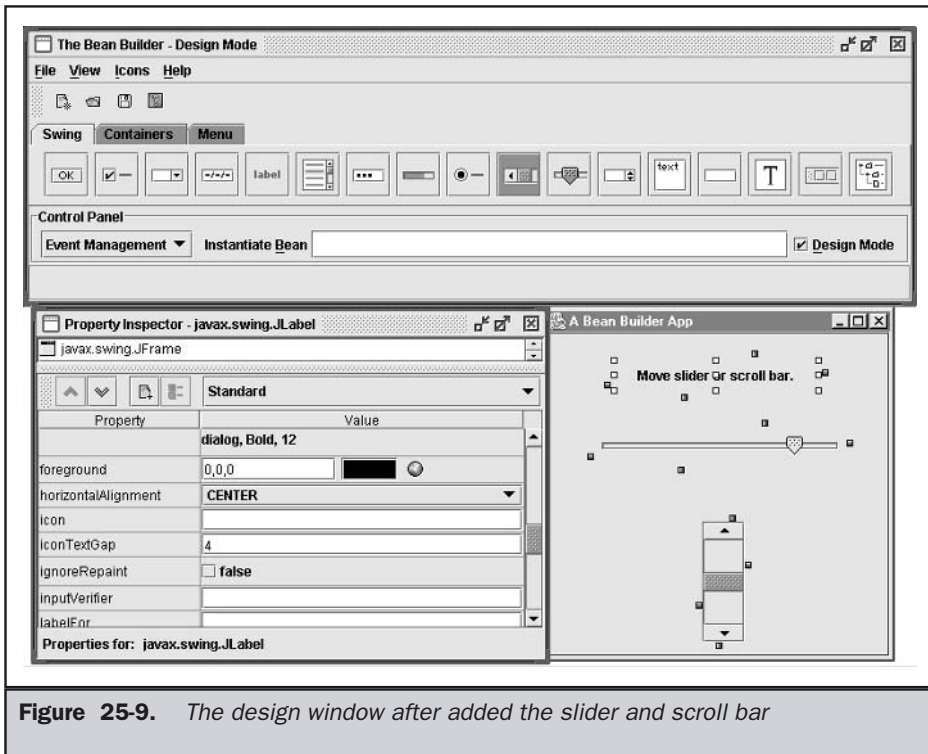 The Bean Builder - Design Mode
File View Icons Help
Swing Containers Menu
OK -/-/- label text T
Control Panel
Event Management Instantiate Bean Design Mode
Property Inspector - javax.swing.JLabel
javax.swing.JFrame
Standard
Property Value
dialog, Bold, 12
foreground 0,0,0
horizontalAlignment CENTER
icon
iconTextGap 4
ignoreRepaint false
inputVerifier
labelFor
Properties for: javax.swing.JLabel
A Bean Builder App
Move slider or scroll bar.
Figure 25-9. The design window after added the slider and scroll bar